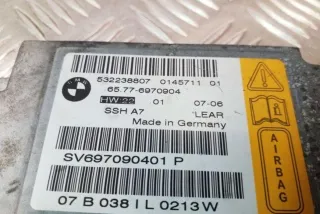 532238807 0145711 01
65.77-6970904
HW:22 01 07-06
SSH A7 LEAR
Made in Germany
SV697090401 P
07 B 038 I L 0213W
AIRBAG